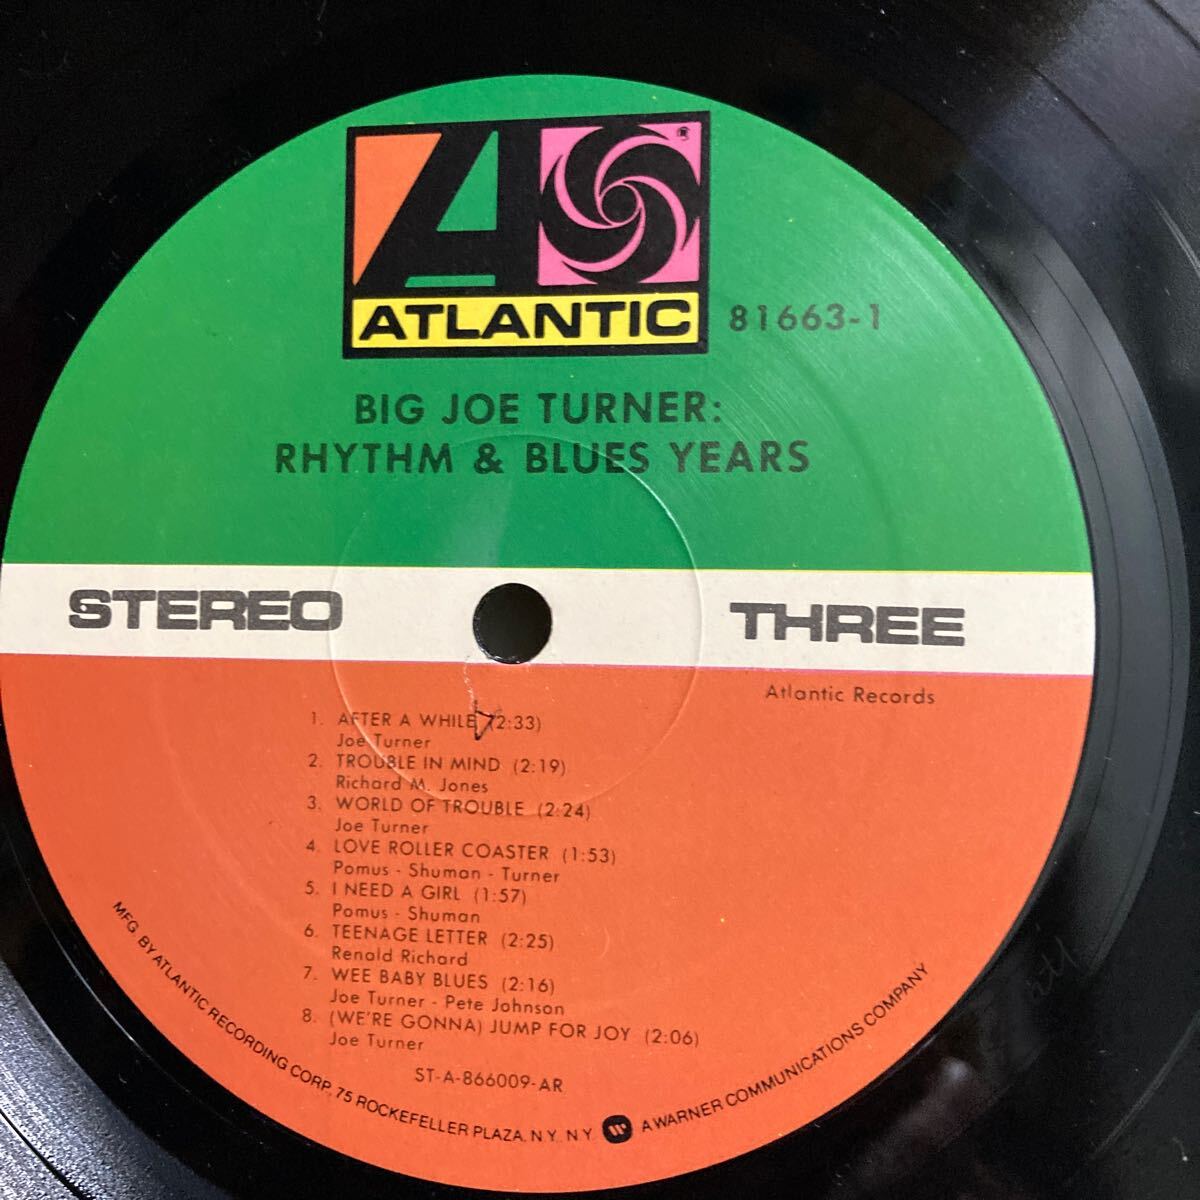 ®
ATLANTIC
81663-1
BIG JOE TURNER:
RHYTHM & BLUES YEARS
STEREO
THREE
Atlantic Records
1. AFTER A WHILE (2:33)
Joe Turner
2. TROUBLE IN MIND (2:19)
Richard M. Jones
3. WORLD OF TROUBLE (2:24)
Joe Turner
4. LOVE ROLLER COASTER (1:53)
Pomus - Shuman - Turner
5. I NEED A GIRL (1:57)
Pomus - Shuman
6. TEENAGE LETTER (2:25)
Renald Richard
7. WEE BABY BLUES (2:16)
Joe Turner - Pete Johnson
8. (WE'RE GONNA) JUMP FOR JOY (2:06)
Joe Turner
ST-A-866009-AR
MFG. BY ATLANTIC RECORDING CORP., 75 ROCKEFELLER PLAZA, N.Y. N.Y. A WARNER COMMUNICATIONS COMPANY